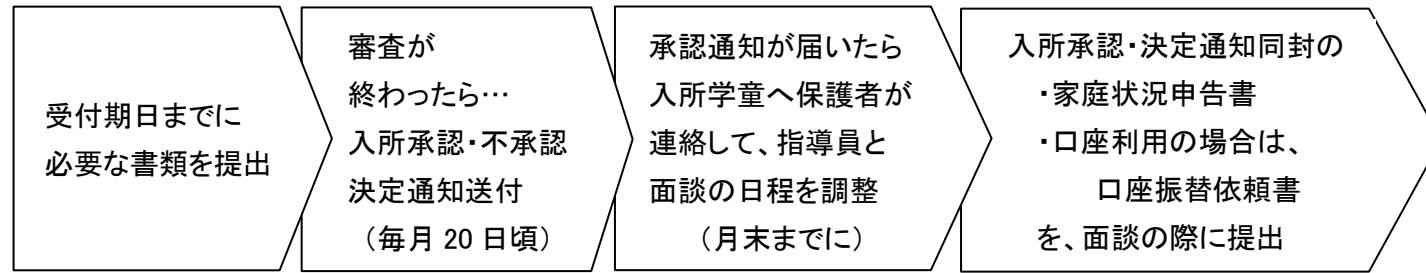 受付期日までに
必要な書類を提出
審査が
終わったら…
入所承認・不承認
決定通知送付
（毎月 20 日頃）
承認通知が届いたら
入所学童へ保護者が
連絡して、指導員と
面談の日程を調整
（月末までに）
入所承認・決定通知同封の
・家庭状況申告書
・口座利用の場合は、
口座振替依頼書
を、面談の際に提出